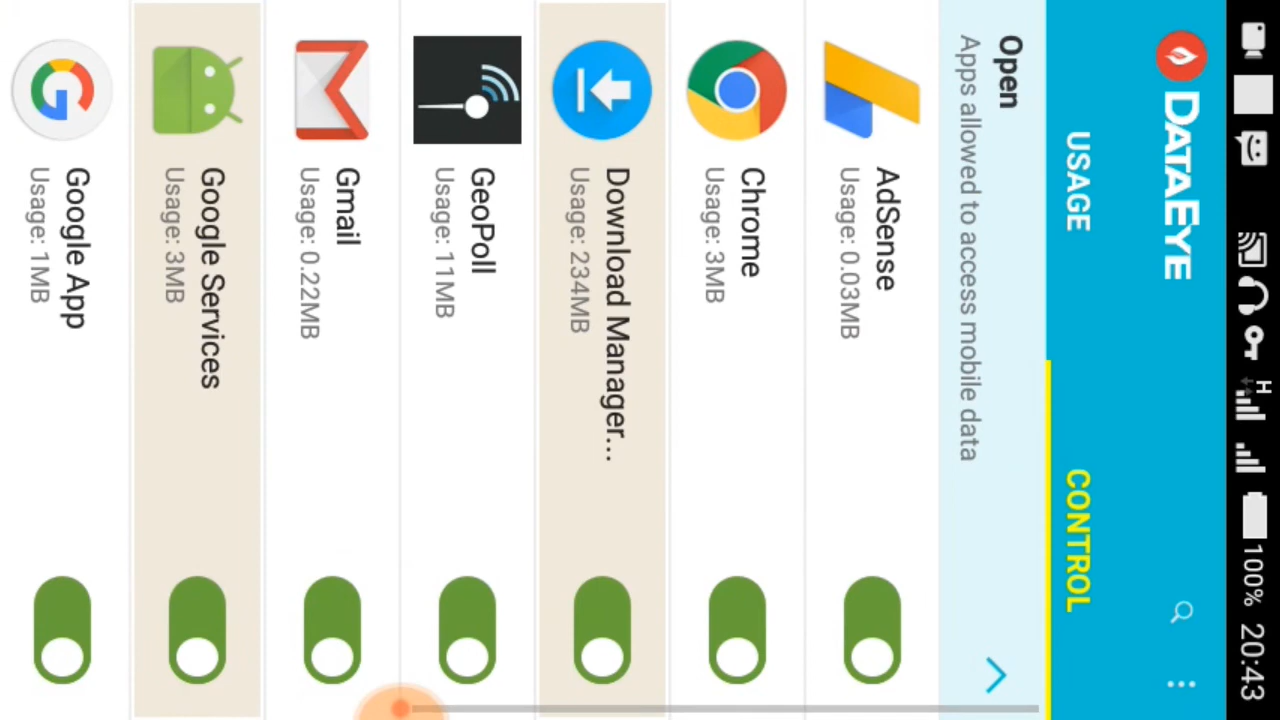 H
100% 20:43
DATAEYE
USAGE CONTROL
Open
Apps allowed to access mobile data
AdSense
Usage: 0.03MB
Chrome
Usage: 3MB
Download Manager...
Usage: 234MB
GeoPoll
Usage: 11MB
Gmail
Usage: 0.22MB
Google Services
Usage: 3MB
Google App
Usage: 1MB